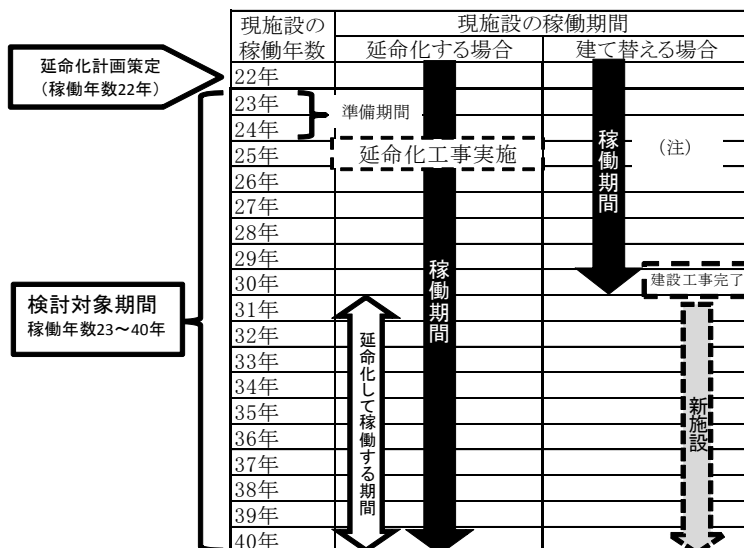 現施設の
稼働年数
現施設の稼働期間
延命化する場合
建て替える場合
延命化計画策定
（稼働年数22年）
22年
23年
24年
25年
26年
27年
28年
29年
30年
31年
32年
33年
34年
35年
36年
37年
38年
39年
40年
準備期間
延命化工事実施
稼働期間
（注）
稼働期間
建設工事完了
検討対象期間
稼働年数23～40年
延命化して稼働する期間
新施設